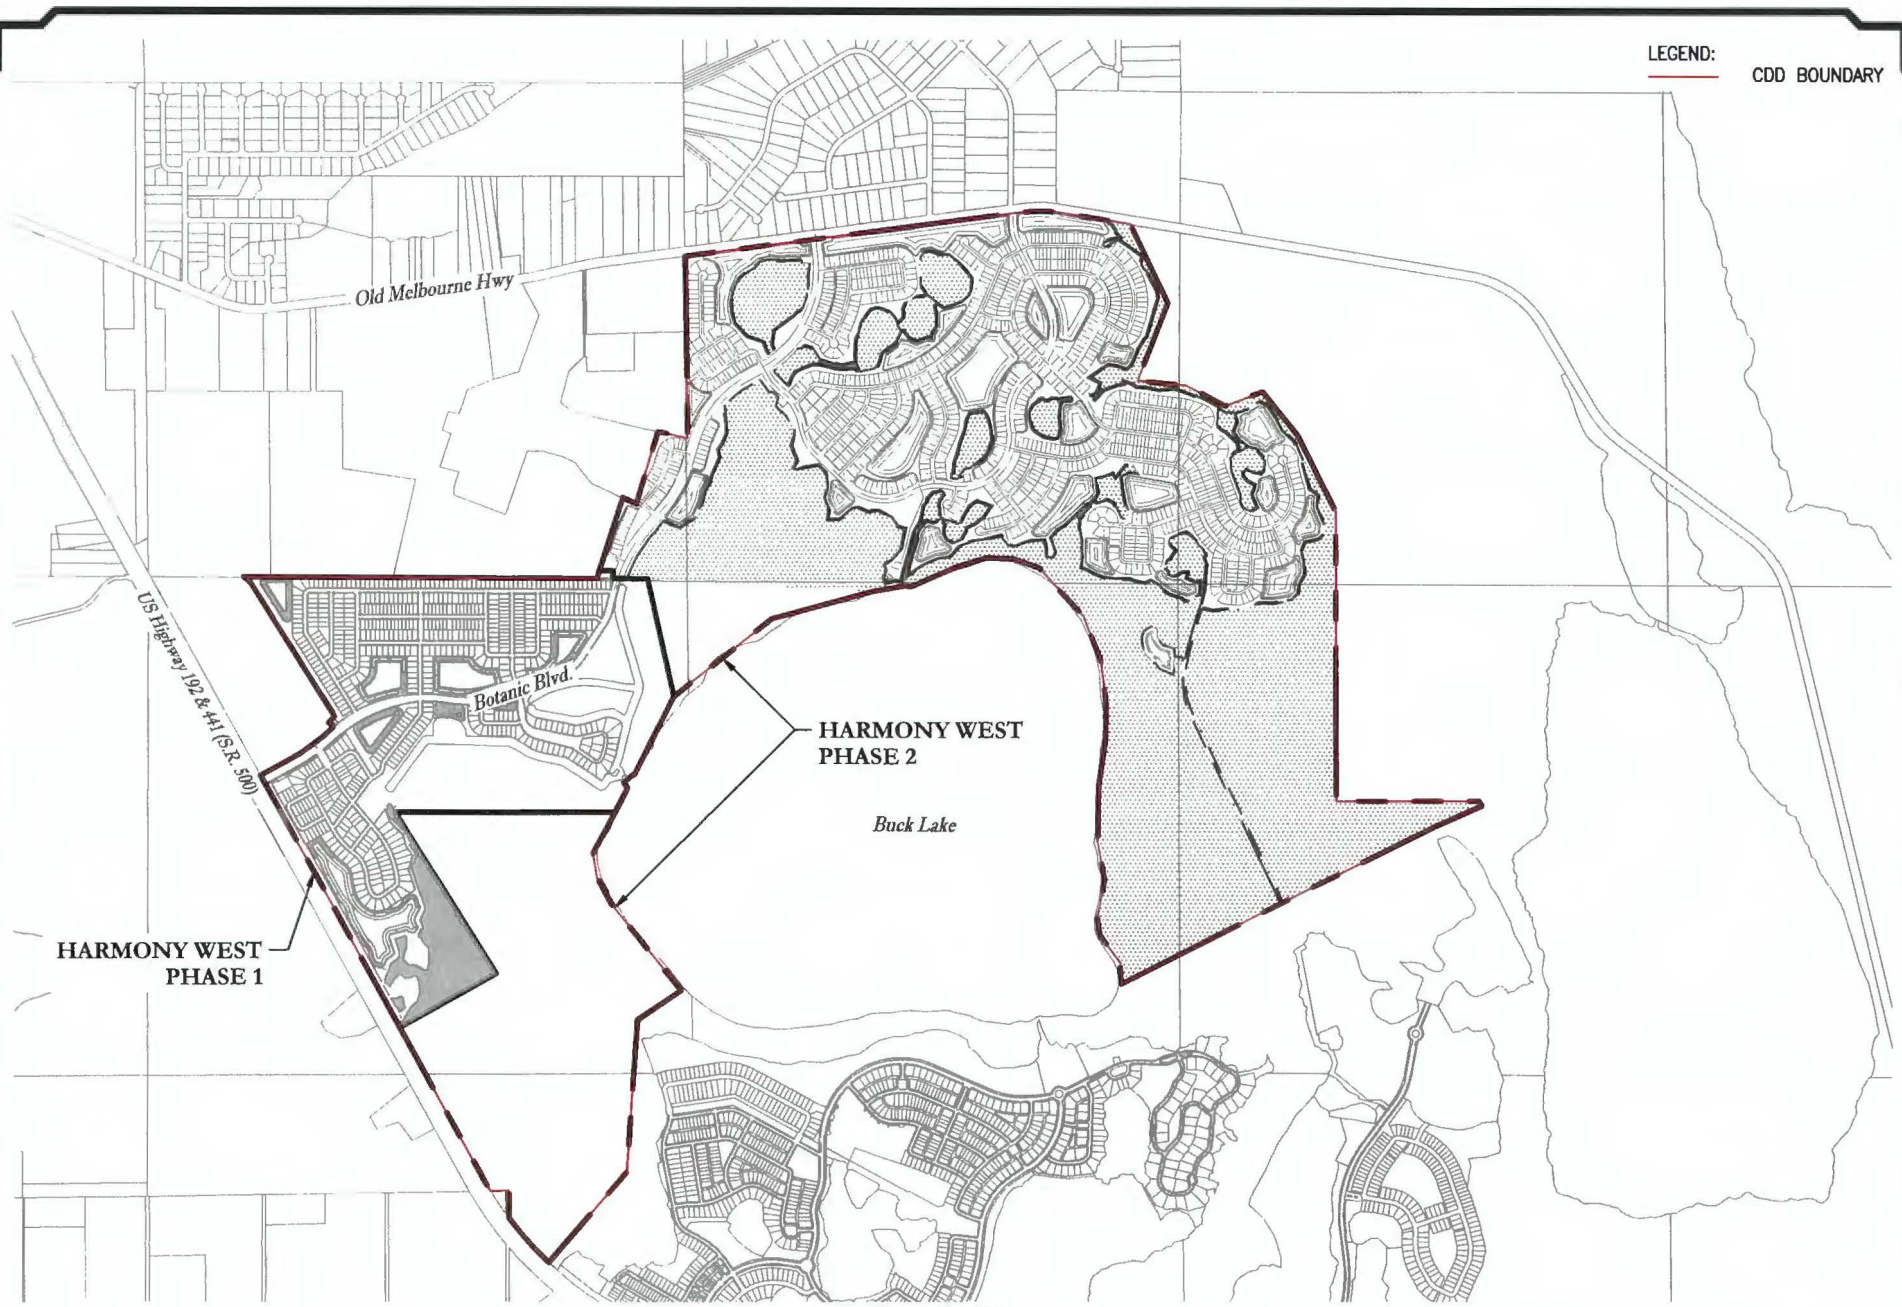 LEGEND:
CDD BOUNDARY
Old Melbourne Hwy
US Highway 192 & 441 (S.R. 500)
Botanic Blvd.
HARMONY WEST
PHASE 2
Buck Lake
HARMONY WEST
PHASE 1